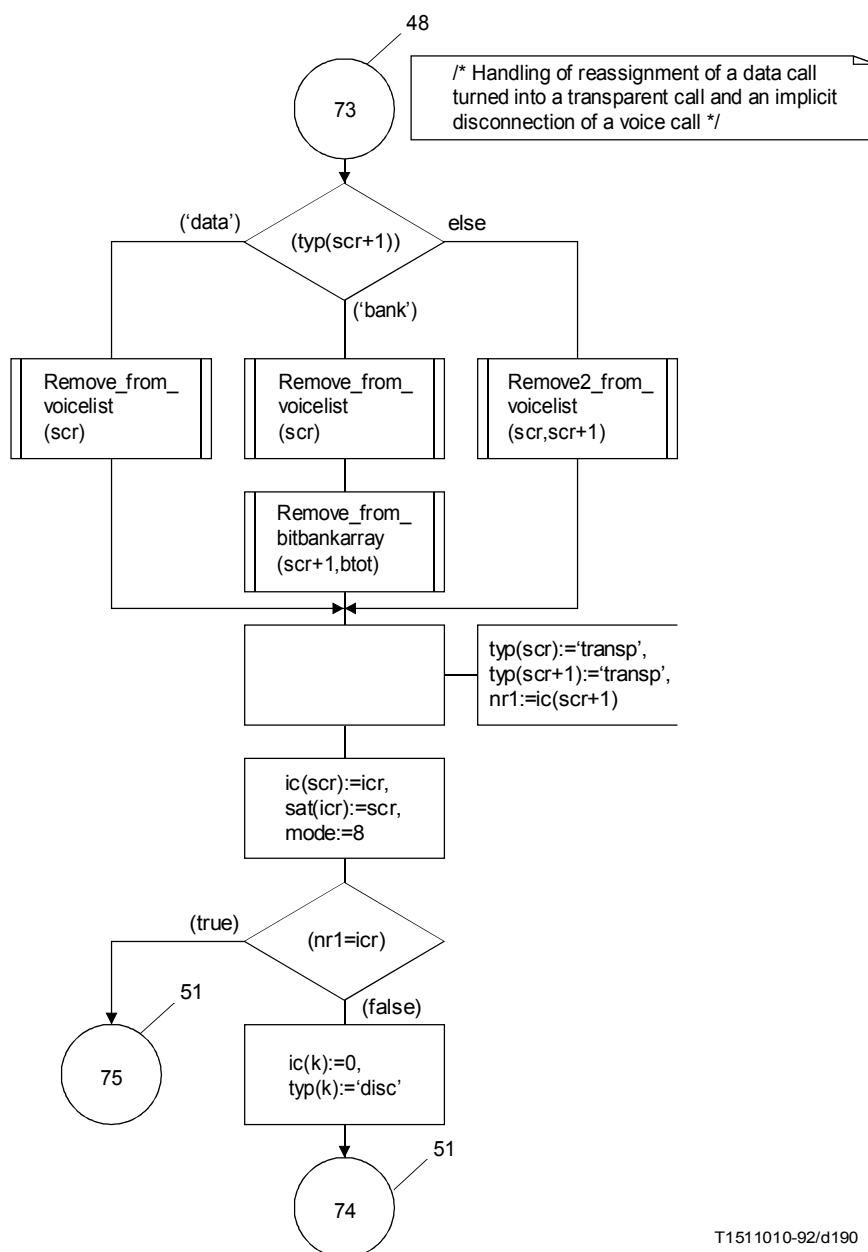 48
73
/* Handling of reassignment of a data call
turned into a transparent call and an implicit
disconnection of a voice call */
(‘data’)
(typ(scr+1))
else
(‘bank’)
Remove_from_
voicelist
(scr)
Remove_from_
voicelist
(scr)
Remove2_from_
voicelist
(scr,scr+1)
Remove_from_
bitbankarray
(scr+1,btot)
typ(scr):=‘transp’,
typ(scr+1):=‘transp’,
nr1:=ic(scr+1)
ic(scr):=icr,
sat(icr):=scr,
mode:=8
(true)
(nr1=icr)
(false)
51
75
ic(k):=0,
typ(k):=‘disc’
51
74
T1511010-92/d190